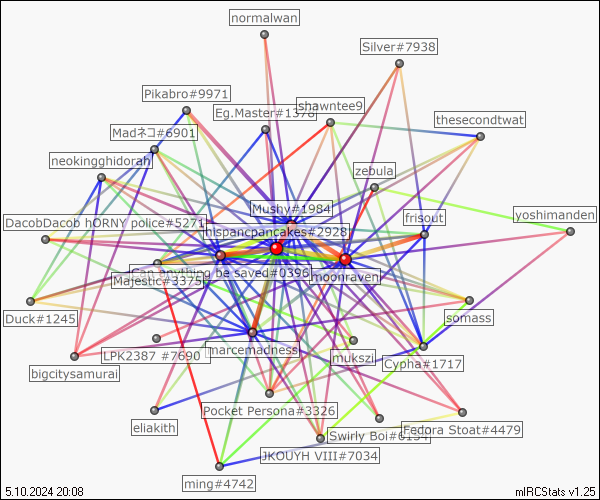 normalwan
Silver#7938
Pikabro#9971
Eg.Master#1378
shawntee9
thesecondtwat
Madネコ#6901
neokingghidorah
zebula
Mushy#1984
frisout
yoshimanden
DacobDacob hORNY police#5271
hispancpancakes#2928
Can anything be saved#0396
moonraven
Majestic#3375
Duck#1245
somass
marcemadness
LPK2387 #7690
mukszi
Cypha#1717
bigcitysamurai
Pocket Persona#3326
eliakith
Fedora Stoat#4479
Swirly Boi#6154
JKOUYH VIII#7034
ming#4742
5.10.2024 20:08
mIRCStats v1.25